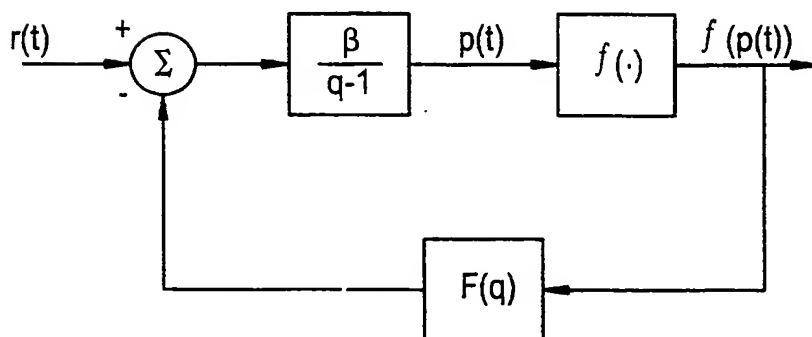 r(t)
+
Σ
-
β
q-1
p(t)
f(·)
f(p(t))
F(q)